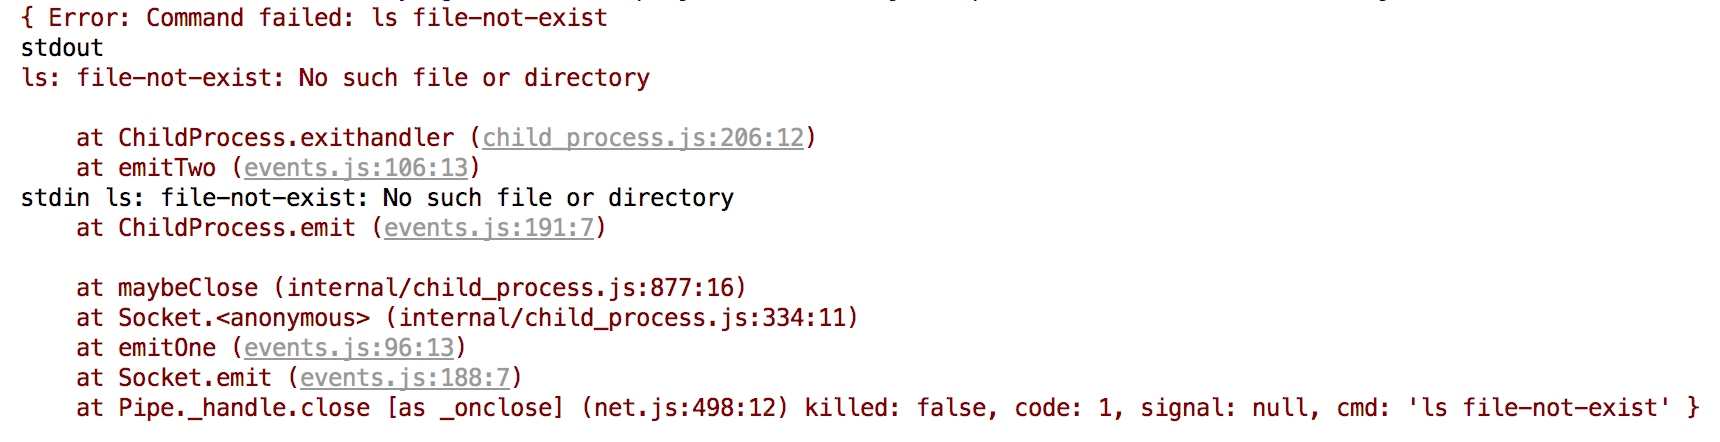 { Error: Command failed: ls file-not-exist
stdout
ls: file-not-exist: No such file or directory
at ChildProcess.exithandler (child_process.js:206:12)
at emitTwo (events.js:106:13)
stdin ls: file-not-exist: No such file or directory
at ChildProcess.emit (events.js:191:7)
at maybeClose (internal/child_process.js:877:16)
at Socket.<anonymous> (internal/child_process.js:334:11)
at emitOne (events.js:96:13)
at Socket.emit (events.js:188:7)
at Pipe._handle.close [as _onclose] (net.js:498:12) killed: false, code: 1, signal: null, cmd: 'ls file-not-exist' }